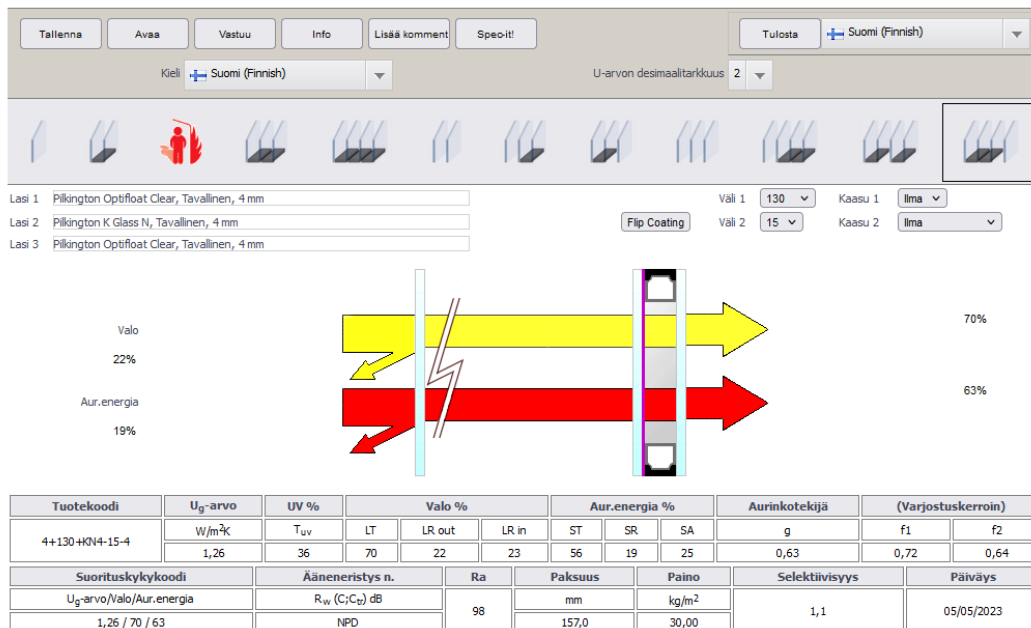 Tallenna Avaa Vastuu Info Lisää komment Spec-it! Tulosta Suomi (Finnish)
Kieli Suomi (Finnish) U-arvon desimaalitarkkuus 2
Lasi 1 Pilkington Optifloat Clear, Tavallinen, 4 mm Väli 1 130 Kaasu 1 Ilma
Lasi 2 Pilkington K Glass N, Tavallinen, 4 mm Flip Coating Väli 2 15 Kaasu 2 Ilma
Lasi 3 Pilkington Optifloat Clear, Tavallinen, 4 mm
Valo 70%
22%
Aur.energia 63%
19%
Tuotekoodi Ug-arvo UV % Valo % Aur.energia % Aurinkotekijä (Varjostuskerroin)
4+130+KN4-15-4 W/m²K Tuv LT LR out LR in ST SR SA g f1 f2
1,26 36 70 22 23 56 19 25 0,63 0,72 0,64
Suorituskykykoodi Ääneneristys n. Ra Paksuus Paino Selektiivisyys Päiväys
Ug-arvo/Valo/Aur.energia Rw (C;Ctr) dB 98 mm kg/m² 1,1 05/05/2023
1,26 / 70 / 63 NPD 157,0 30,00